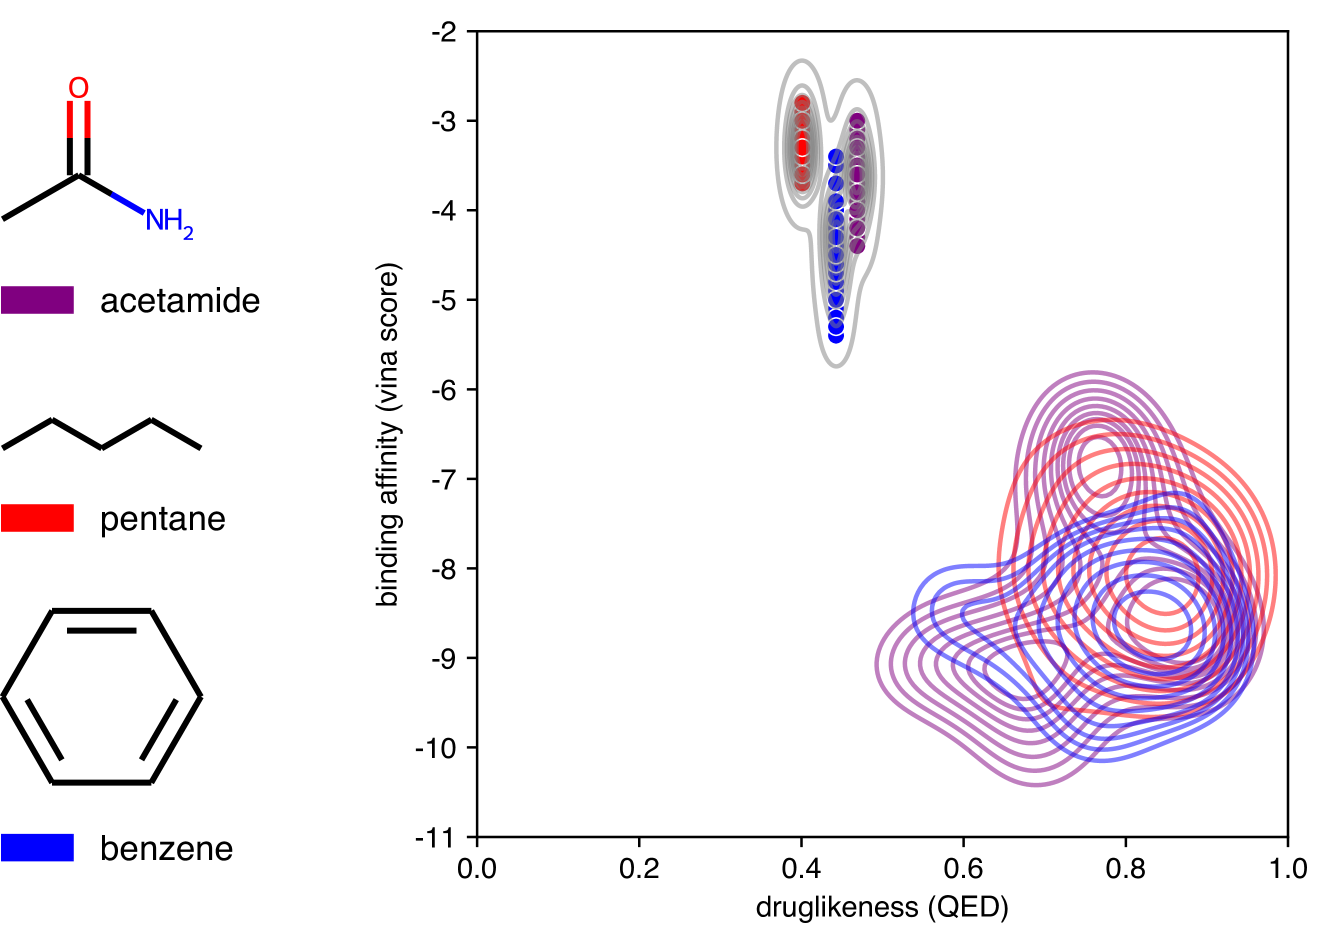 O
NH2
acetamide
pentane
benzene
binding affinity (vina score)
-2
-3
-4
-5
-6
-7
-8
-9
-10
-11
0.0 0.2 0.4 0.6 0.8 1.0
druglikeness (QED)